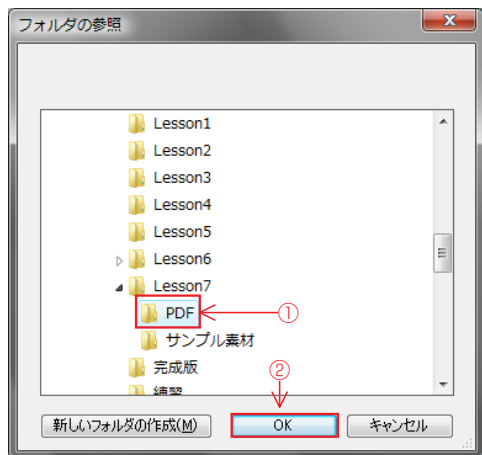 フォルダの参照
Lesson1
Lesson2
Lesson3
Lesson4
Lesson5
Lesson6
Lesson7
PDF ①
サンプル素材
完成版 ②
練習
新しいフォルダの作成(M) OK キャンセル